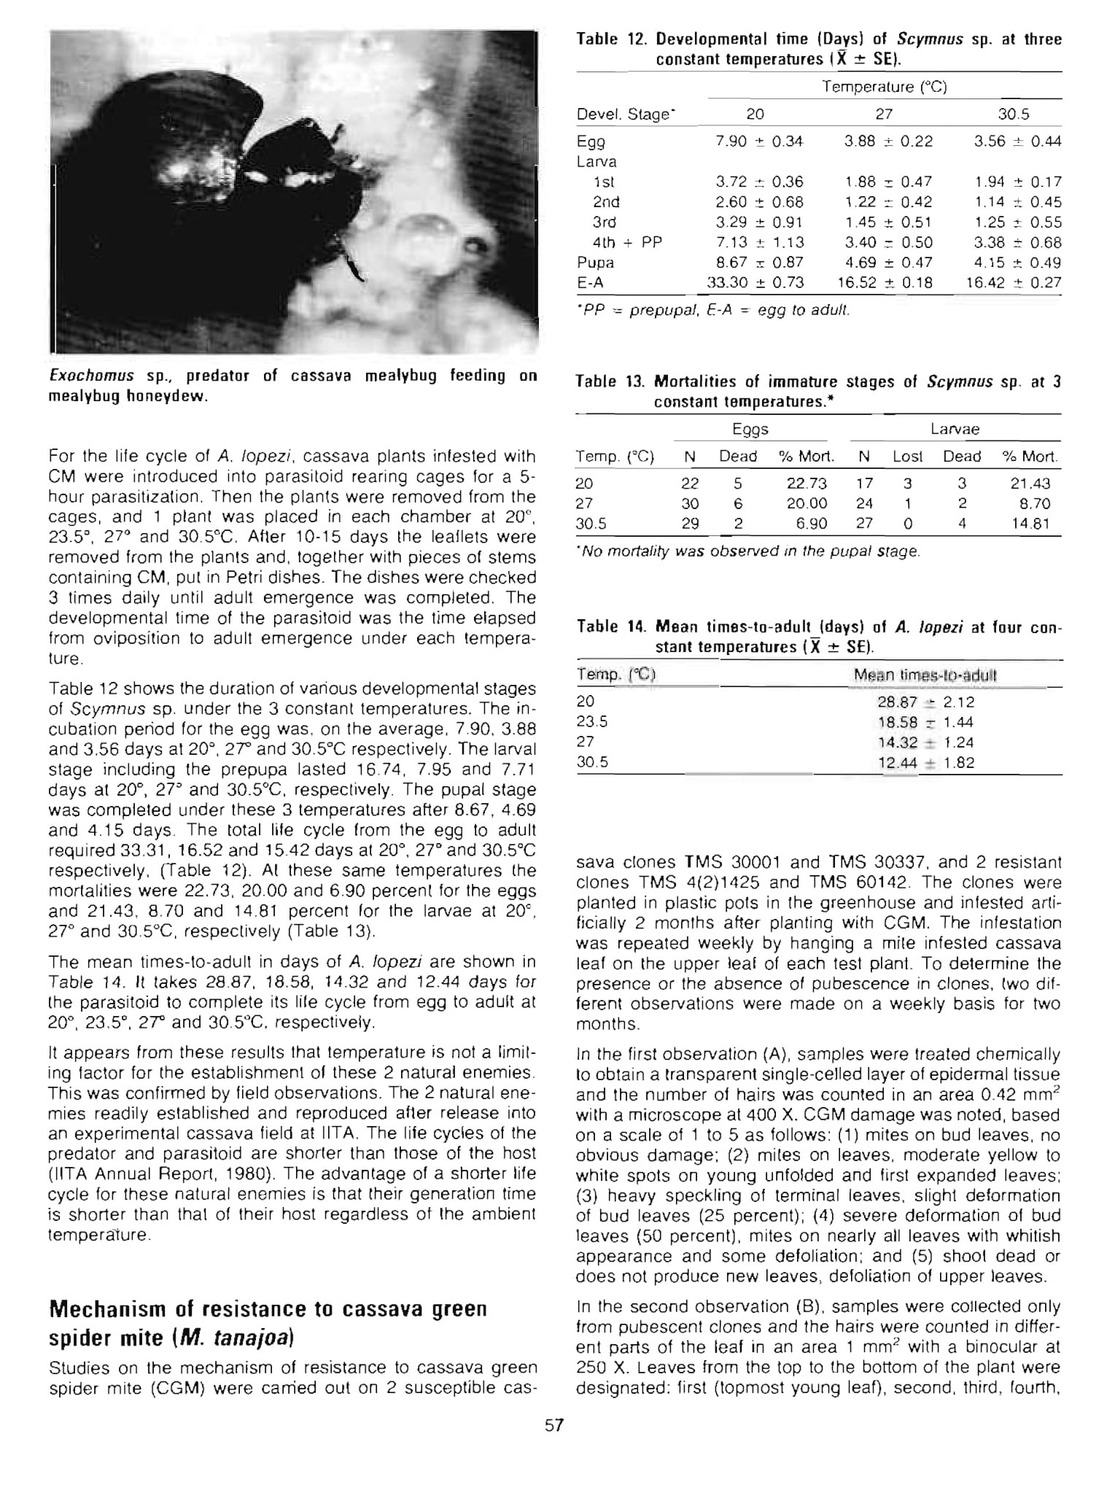 Exochomus sp., predator of cassava mealybug feeding on
mealybug honeydew.
For the life cycle of A. lopezi, cassava plants infested with
CM were introduced into parasitoid rearing cages for a 5-
hour parasitization. Then the plants were removed from the
cages, and 1 plant was placed in each chamber at 20°,
23.5°, 27° and 30.5°C. After 10-15 days the leaflets were
removed from the plants and, together with pieces of stems
containing CM, put in Petri dishes. The dishes were checked
3 times daily until adult emergence was completed. The
developmental time of the parasitoid was the time elapsed
from oviposition to adult emergence under each tempera-
ture.
Table 12 shows the duration of various developmental stages
of Scymnus sp. under the 3 constant temperatures. The in-
cubation period for the egg was, on the average, 7.90, 3.88
and 3.56 days at 20°, 27° and 30.5°C respectively. The larval
stage including the prepupa lasted 16.74, 7.95 and 7.71
days at 20°, 27° and 30.5°C, respectively. The pupal stage
was completed under these 3 temperatures after 8.67, 4.69
and 4.15 days. The total life cycle from the egg to adult
required 33.31, 16.52 and 15.42 days at 20°, 27° and 30.5°C
respectively, (Table 12). At these same temperatures the
mortalities were 22.73, 20.00 and 6.90 percent for the eggs
and 21.43, 8.70 and 14.81 percent for the larvae at 20°,
27° and 30.5°C, respectively (Table 13).
The mean times-to-adult in days of A. lopezi are shown in
Table 14. It takes 28.87, 18.58, 14.32 and 12.44 days for
the parasitoid to complete its life cycle from egg to adult at
20°, 23.5°, 27° and 30.5°C, respectively.
It appears from these results that temperature is not a limit-
ing factor for the establishment of these 2 natural enemies.
This was confirmed by field observations. The 2 natural ene-
mies readily established and reproduced after release into
an experimental cassava field at IITA. The life cycles of the
predator and parasitoid are shorter than those of the host
(IITA Annual Report, 1980). The advantage of a shorter life
cycle for these natural enemies is that their generation time
is shorter than that of their host regardless of the ambient
temperature.
Mechanism of resistance to cassava green
spider mite (M. tanajoa)
Studies on the mechanism of resistance to cassava green
spider mite (CGM) were carried out on 2 susceptible cas-
Table 12. Developmental time (Days) of Scymnus sp. at three
constant temperatures (X̄ ± SE).
Temperature (°C)
Devel. Stage* 20 27 30.5
Egg 7.90 ± 0.34 3.88 ± 0.22 3.56 ± 0.44
Larva
1st 3.72 ± 0.36 1.88 ± 0.47 1.94 ± 0.17
2nd 2.60 ± 0.68 1.22 ± 0.42 1.14 ± 0.45
3rd 3.29 ± 0.91 1.45 ± 0.51 1.25 ± 0.55
4th + PP 7.13 ± 1.13 3.40 ± 0.50 3.38 ± 0.68
Pupa 8.67 ± 0.87 4.69 ± 0.47 4.15 ± 0.49
E-A 33.30 ± 0.73 16.52 ± 0.18 16.42 ± 0.27
*PP = prepupal, E-A = egg to adult.
Table 13. Mortalities of immature stages of Scymnus sp. at 3
constant temperatures.*
Eggs Larvae
Temp. (°C) N Dead % Mort. N Lost Dead % Mort.
20 22 5 22.73 17 3 3 21.43
27 30 6 20.00 24 1 2 8.70
30.5 29 2 6.90 27 0 4 14.81
*No mortality was observed in the pupal stage.
Table 14. Mean times-to-adult (days) of A. lopezi at four con-
stant temperatures (X̄ ± SE).
Temp. (°C) Mean times-to-adult
20 28.87 ± 2.12
23.5 18.58 ± 1.44
27 14.32 ± 1.24
30.5 12.44 ± 1.82
sava clones TMS 30001 and TMS 30337, and 2 resistant
clones TMS 4(2)1425 and TMS 60142. The clones were
planted in plastic pots in the greenhouse and infested arti-
ficially 2 months after planting with CGM. The infestation
was repeated weekly by hanging a mite infested cassava
leaf on the upper leaf of each test plant. To determine the
presence or the absence of pubescence in clones, two dif-
ferent observations were made on a weekly basis for two
months.
In the first observation (A), samples were treated chemically
to obtain a transparent single-celled layer of epidermal tissue
and the number of hairs was counted in an area 0.42 mm²
with a microscope at 400 X. CGM damage was noted, based
on a scale of 1 to 5 as follows: (1) mites on bud leaves, no
obvious damage; (2) mites on leaves, moderate yellow to
white spots on young unfolded and first expanded leaves;
(3) heavy speckling of terminal leaves, slight deformation
of bud leaves (25 percent); (4) severe deformation of bud
leaves (50 percent), mites on nearly all leaves with whitish
appearance and some defoliation; and (5) shoot dead or
does not produce new leaves, defoliation of upper leaves.
In the second observation (B), samples were collected only
from pubescent clones and the hairs were counted in differ-
ent parts of the leaf in an area 1 mm² with a binocular at
250 X. Leaves from the top to the bottom of the plant were
designated: first (topmost young leaf), second, third, fourth,
57